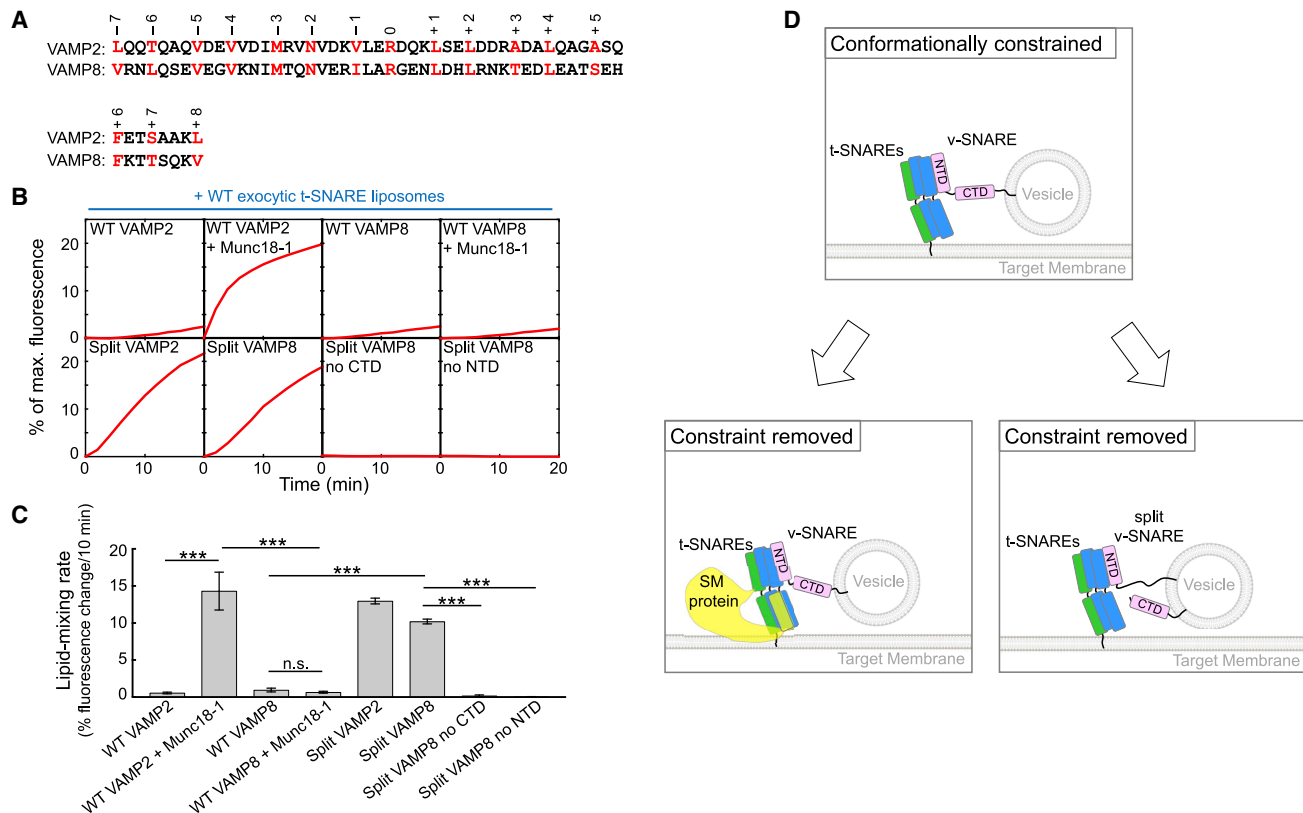 A
−7 −6 −5 −4 −3 −2 −1 0 +1 +2 +3 +4 +5
VAMP2: LQQTQAQVDEVVDIMRVNVDKVLERDQKLSELDDRADALQAGASQ
VAMP8: VRNLQSEVEGVKNIMTQNVERILARGENLDHLRNKTEDLEATSEH
+6 +7 +8
VAMP2: FETSAAKL
VAMP8: FKTTSQKV
B
+ WT exocytic t-SNARE liposomes
% of max. fluorescence
20
10
0
WT VAMP2
WT VAMP2
+ Munc18-1
WT VAMP8
WT VAMP8
+ Munc18-1
20
10
0
Split VAMP2
Split VAMP8
Split VAMP8
no CTD
Split VAMP8
no NTD
0 10 0 10 0 10 0 10 20
Time (min)
C
Lipid-mixing rate
(% fluorescence change/10 min)
20
15
10
5
0
***
***
***
***
***
n.s.
WT VAMP2
WT VAMP2 + Munc18-1
WT VAMP8
WT VAMP8 + Munc18-1
Split VAMP2
Split VAMP8
Split VAMP8 no CTD
Split VAMP8 no NTD
D
Conformationally constrained
t-SNAREs
v-SNARE
NTD
CTD
Vesicle
Target Membrane
Constraint removed
t-SNAREs
v-SNARE
NTD
CTD
Vesicle
SM
protein
Target Membrane
Constraint removed
t-SNAREs
split
v-SNARE
NTD
CTD
Vesicle
Target Membrane